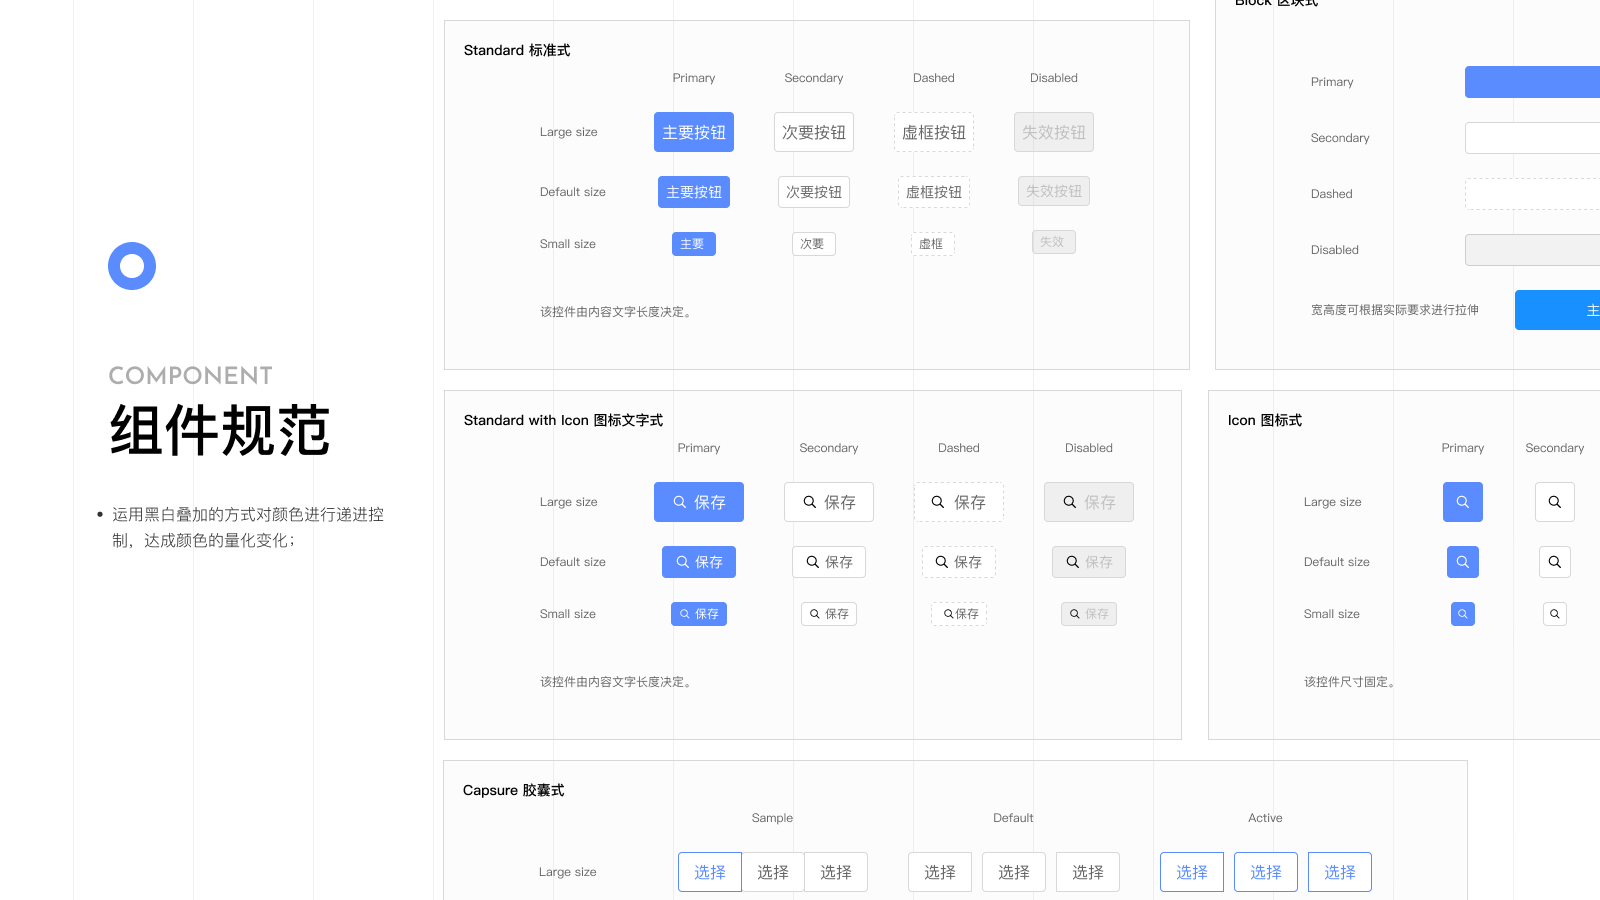 COMPONENT
组件规范
运用黑白叠加的方式对颜色进行递进控
制，达成颜色的量化变化；
Standard 标准式
Primary Secondary Dashed Disabled
Large size 主要按钮 次要按钮 虚框按钮 失效按钮
Default size 主要按钮 次要按钮 虚框按钮 失效按钮
Small size 主要 次要 虚框 失效
该控件由内容文字长度决定。
Block 区块式
Primary
Secondary
Dashed
Disabled
宽高度可根据实际要求进行拉伸 主
Standard with Icon 图标文字式
Primary Secondary Dashed Disabled
Large size 保存 保存 保存 保存
Default size 保存 保存 保存 保存
Small size 保存 保存 保存 保存
该控件由内容文字长度决定。
Icon 图标式
Primary Secondary
Large size
Default size
Small size
该控件尺寸固定。
Capsure 胶囊式
Sample Default Active
Large size 选择 选择 选择 选择 选择 选择 选择 选择 选择